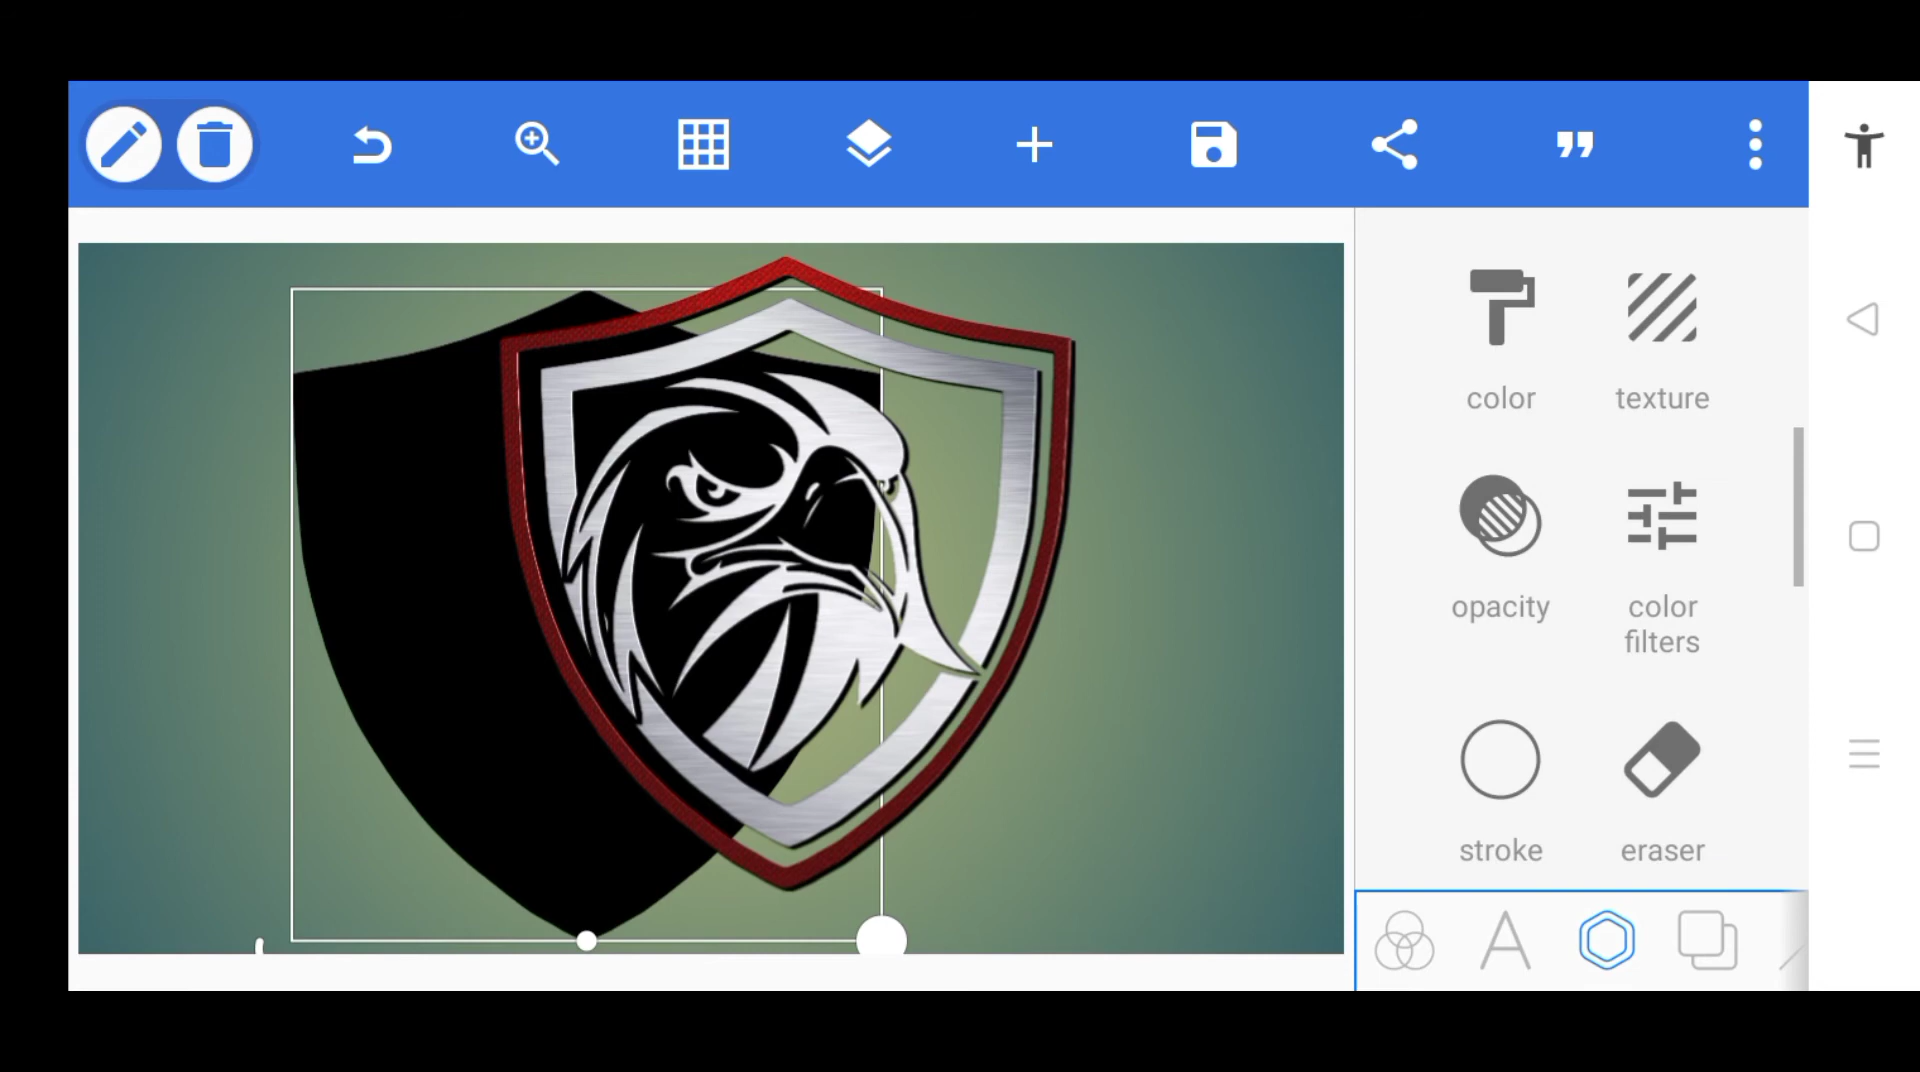 color
texture
opacity
color
filters
stroke
eraser